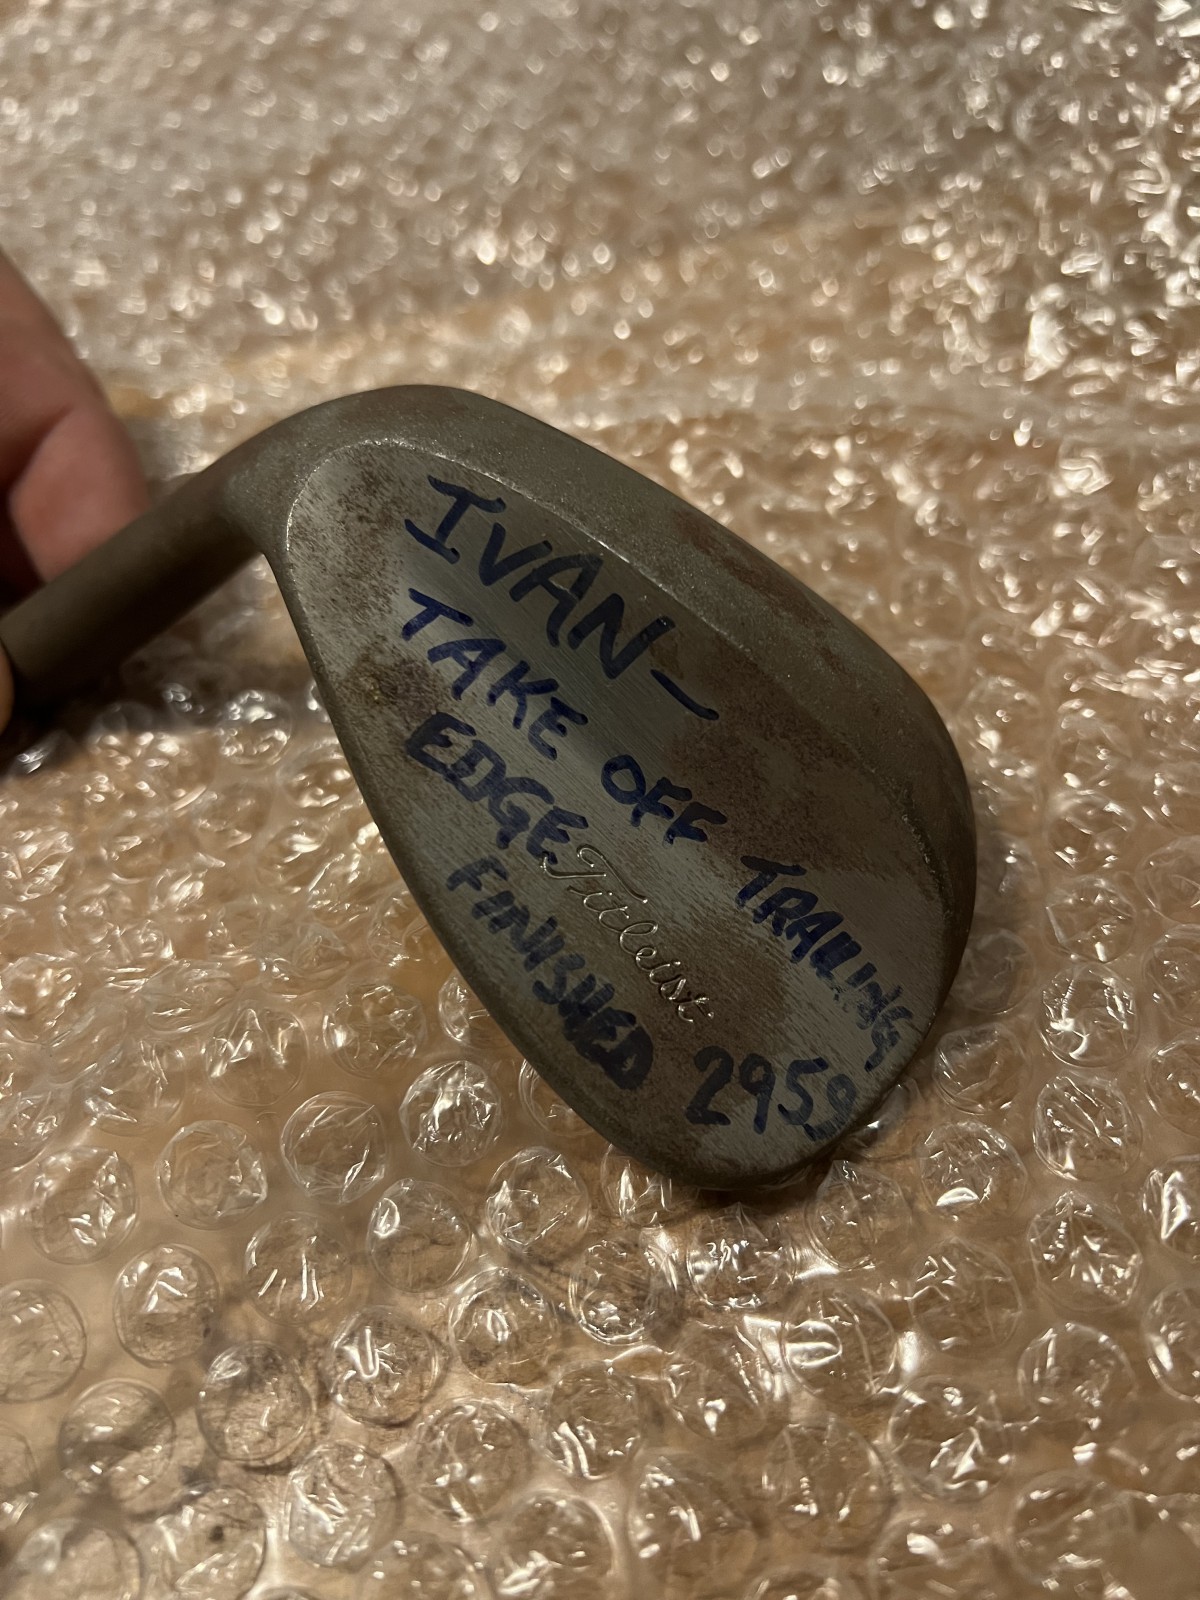 IVAN-
TAKE OFF TRAILING
EDGE
Titleist
FINISHED 295g